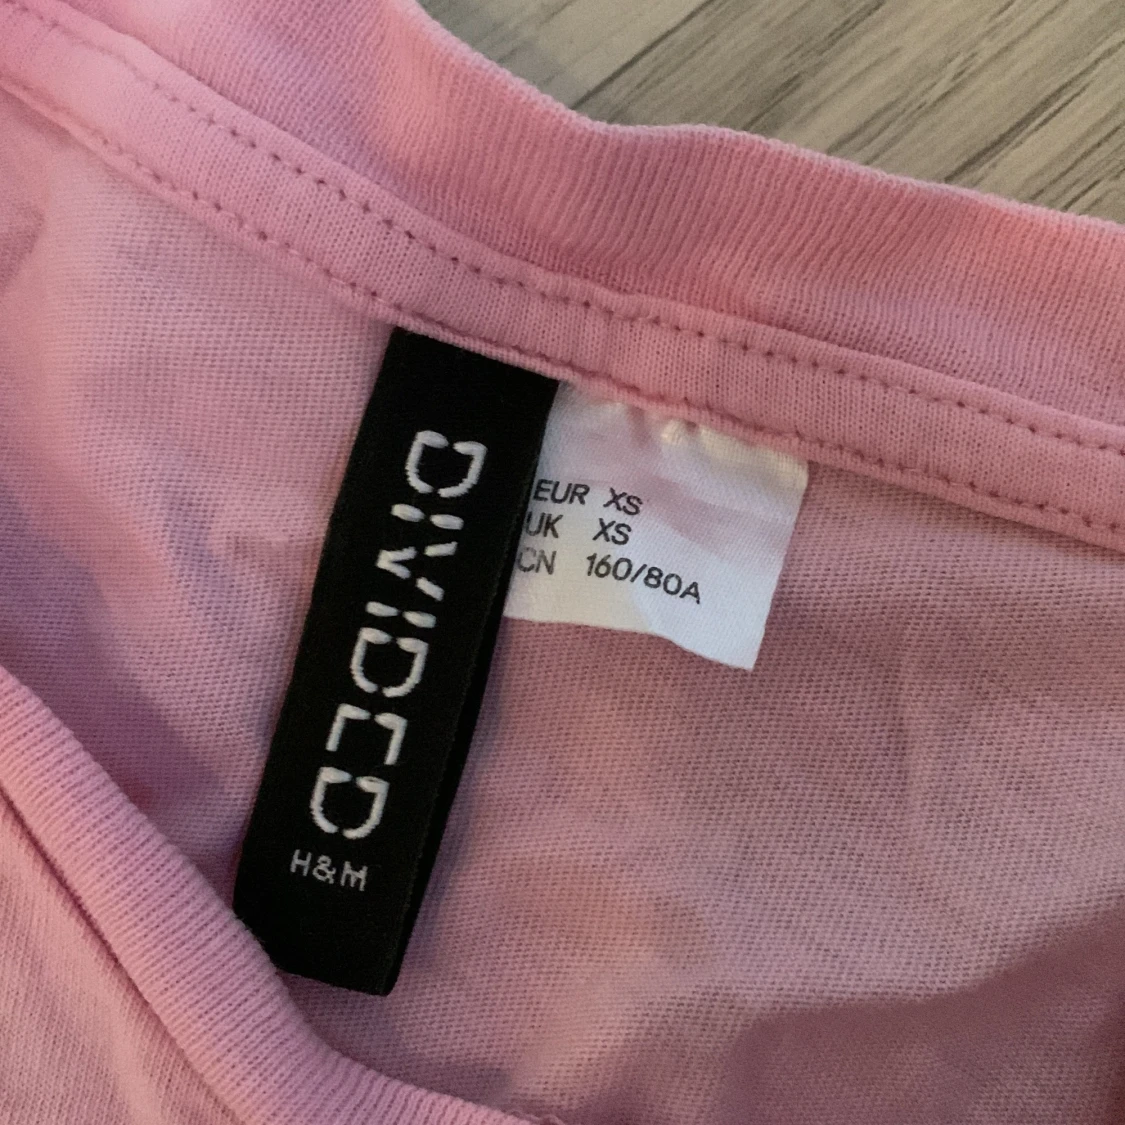 DIVIDED
H&M
EUR XS
UK XS
CN 160/80A